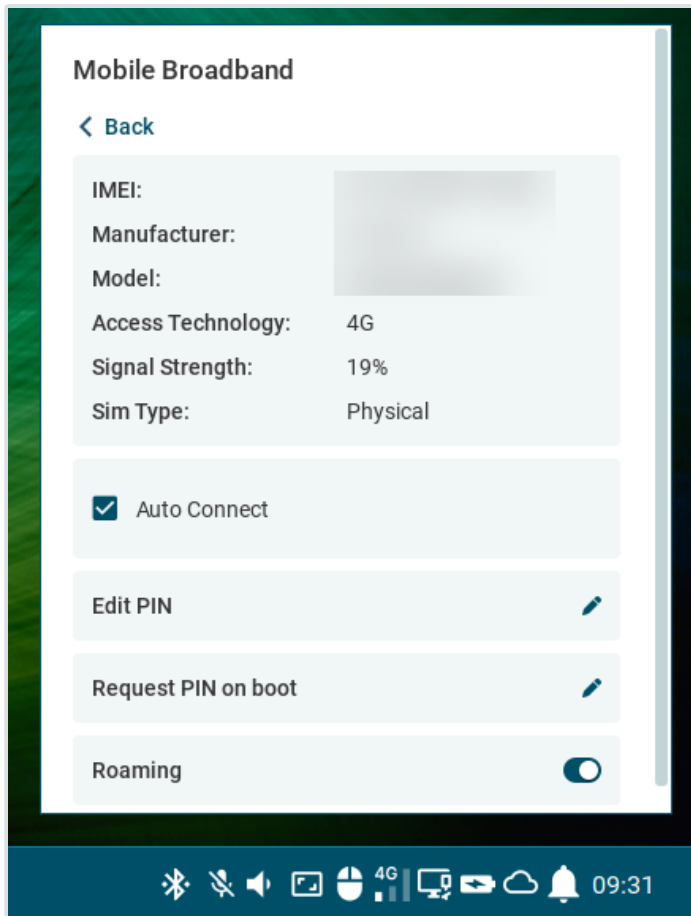 Mobile Broadband
Back
IMEI:
Manufacturer:
Model:
Access Technology: 4G
Signal Strength: 19%
Sim Type: Physical
Auto Connect
Edit PIN
Request PIN on boot
Roaming
4G 09:31